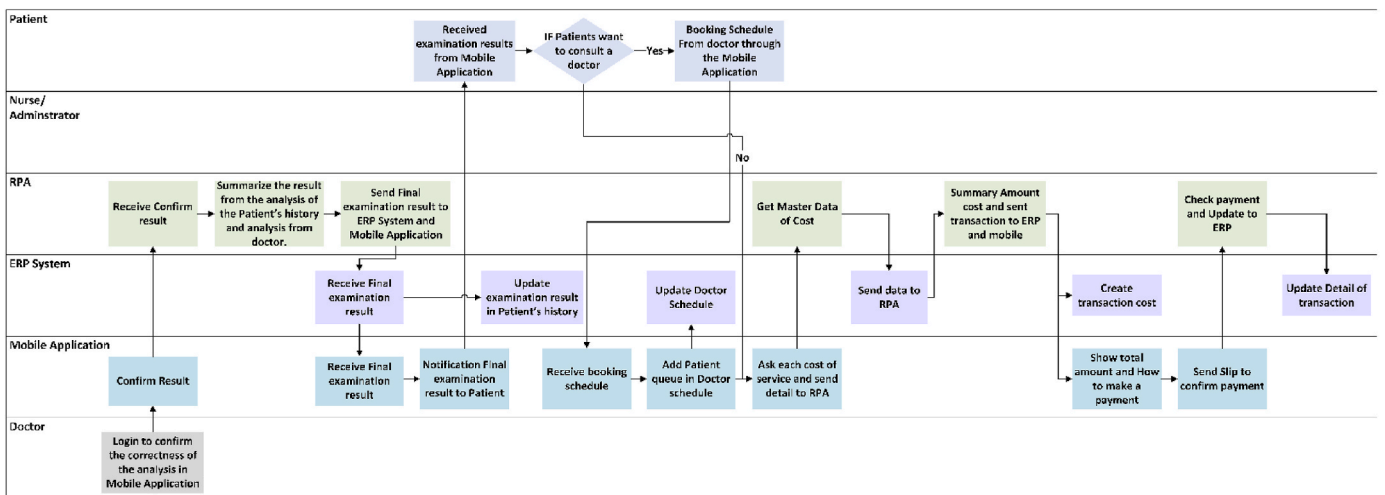 Patient
Received
examination results
from Mobile
Application
IF Patients want
to consult a
doctor
Yes
Booking Schedule
From doctor through
the Mobile
Application
Nurse/
Adminstrator
No
RPA
Receive Confirm
result
Summarize the result
from the analysis of
the Patient's history
and analysis from
doctor.
Send Final
examination result to
ERP System and
Mobile Application
Get Master Data
of Cost
Summary Amount
cost and sent
transaction to ERP
and mobile
Check payment
and Update to
ERP
ERP System
Receive Final
examination
result
Update
examination result
in Patient's history
Update Doctor
Schedule
Send data to
RPA
Create
transaction cost
Update Detail of
transaction
Mobile Application
Confirm Result
Receive Final
examination
result
Notification Final
examination
result to Patient
Receive booking
schedule
Add Patient
queue in Doctor
schedule
Ask each cost of
service and send
detail to RPA
Show total
amount and How
to make a
payment
Send Slip to
confirm payment
Doctor
Login to confirm
the correctness of
the analysis in
Mobile Application